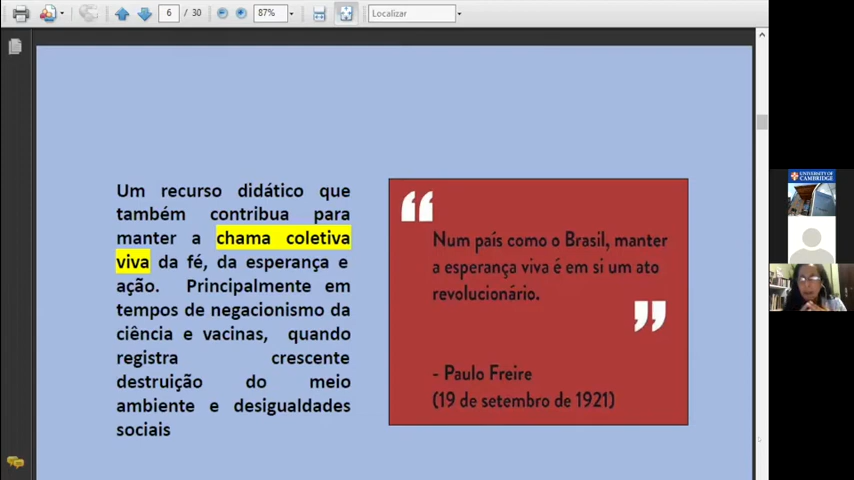 6 / 30
87%
Localizar
Um recurso didático que
também contribua para
manter a chama coletiva
viva da fé, da esperança e
ação. Principalmente em
tempos de negacionismo da
ciência e vacinas, quando
registra crescente
destruição do meio
ambiente e desigualdades
sociais
“
Num país como o Brasil, manter
a esperança viva é em si um ato
revolucionário.
”
- Paulo Freire
(19 de setembro de 1921)
UNIVERSITY OF
CAMBRIDGE